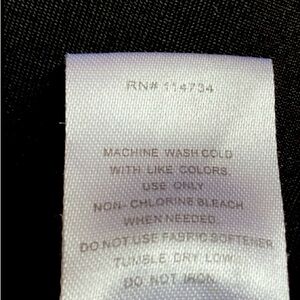 RN# 114734
MACHINE WASH COLD
WITH LIKE COLORS.
USE ONLY
NON-CHLORINE BLEACH
WHEN NEEDED.
DO NOT USE FABRIC SOFTENER
TUMBLE DRY LOW
DO NOT IRON.